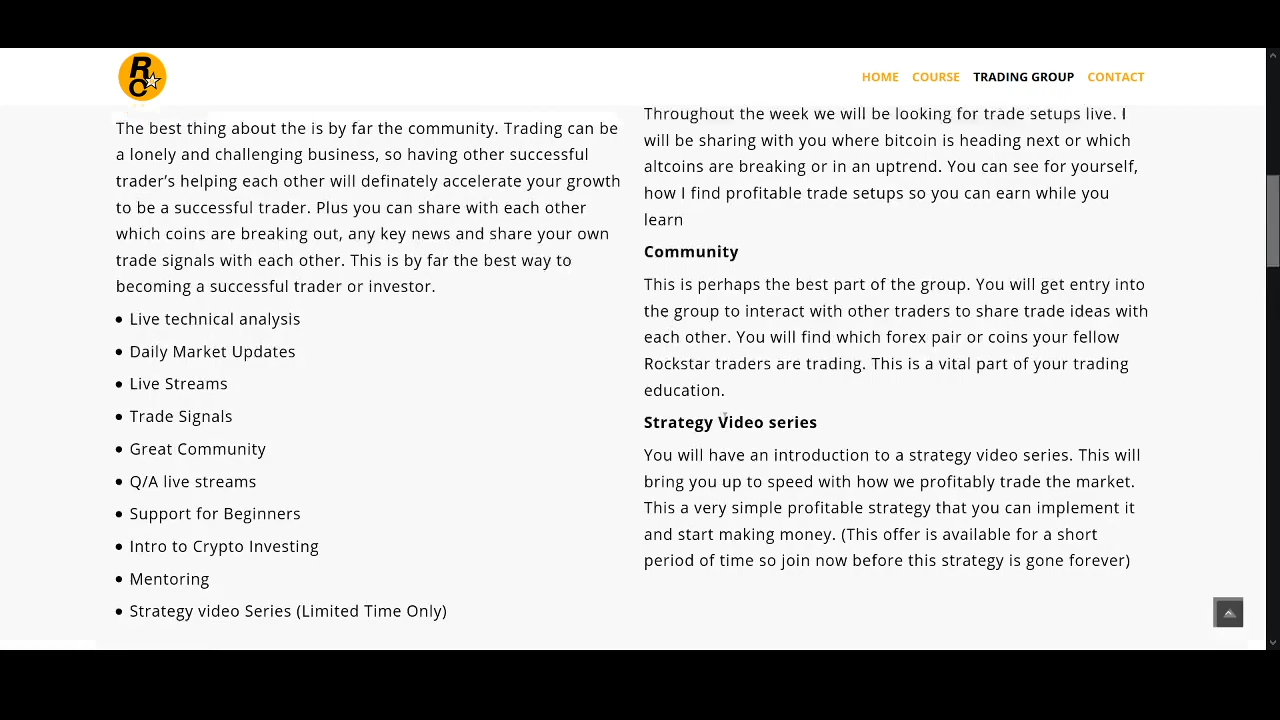 RO
HOME COURSE TRADING GROUP CONTACT
The best thing about the is by far the community. Trading can be
a lonely and challenging business, so having other successful
trader’s helping each other will definately accelerate your growth
to be a successful trader. Plus you can share with each other
which coins are breaking out, any key news and share your own
trade signals with each other. This is by far the best way to
becoming a successful trader or investor.
Live technical analysis
Daily Market Updates
Live Streams
Trade Signals
Great Community
Q/A live streams
Support for Beginners
Intro to Crypto Investing
Mentoring
Strategy video Series (Limited Time Only)
Throughout the week we will be looking for trade setups live. I
will be sharing with you where bitcoin is heading next or which
altcoins are breaking or in an uptrend. You can see for yourself,
how I find profitable trade setups so you can earn while you
learn
Community
This is perhaps the best part of the group. You will get entry into
the group to interact with other traders to share trade ideas with
each other. You will find which forex pair or coins your fellow
Rockstar traders are trading. This is a vital part of your trading
education.
Strategy Video series
You will have an introduction to a strategy video series. This will
bring you up to speed with how we profitably trade the market.
This a very simple profitable strategy that you can implement it
and start making money. (This offer is available for a short
period of time so join now before this strategy is gone forever)